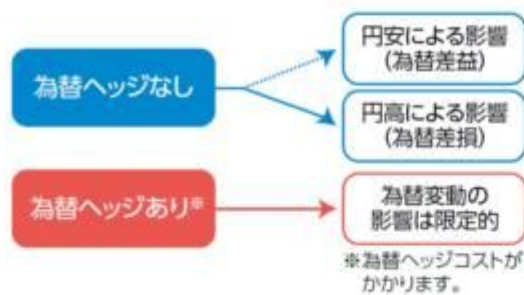 為替ヘッジなし
円安による影響
(為替差益)
円高による影響
(為替差損)
為替ヘッジあり※
為替変動の
影響は限定的
※為替ヘッジコストが
かかります。